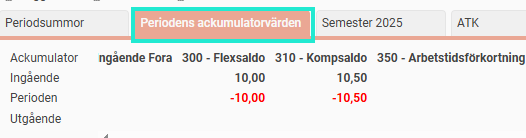 Periodsummor Periodens ackumulatorvärden Semester 2025 ATK
Ackumulator ngående Fora 300 - Flexsaldo 310 - Kompsaldo 350 - Arbetstidsförkortning
Ingående 10,00 10,50
Perioden -10,00 -10,50
Utgående